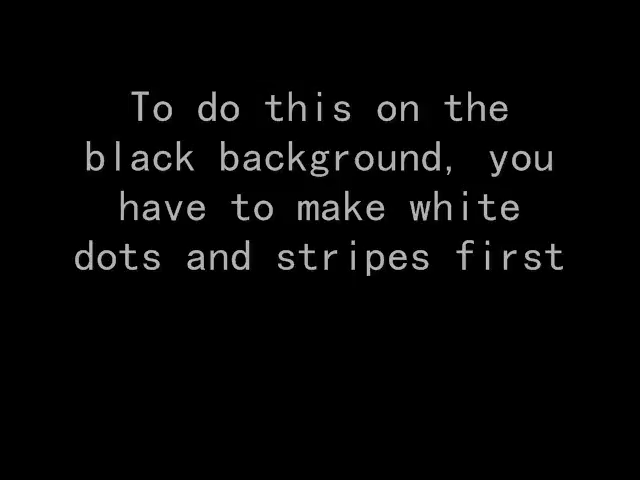 To do this on the
black background, you
have to make white
dots and stripes first